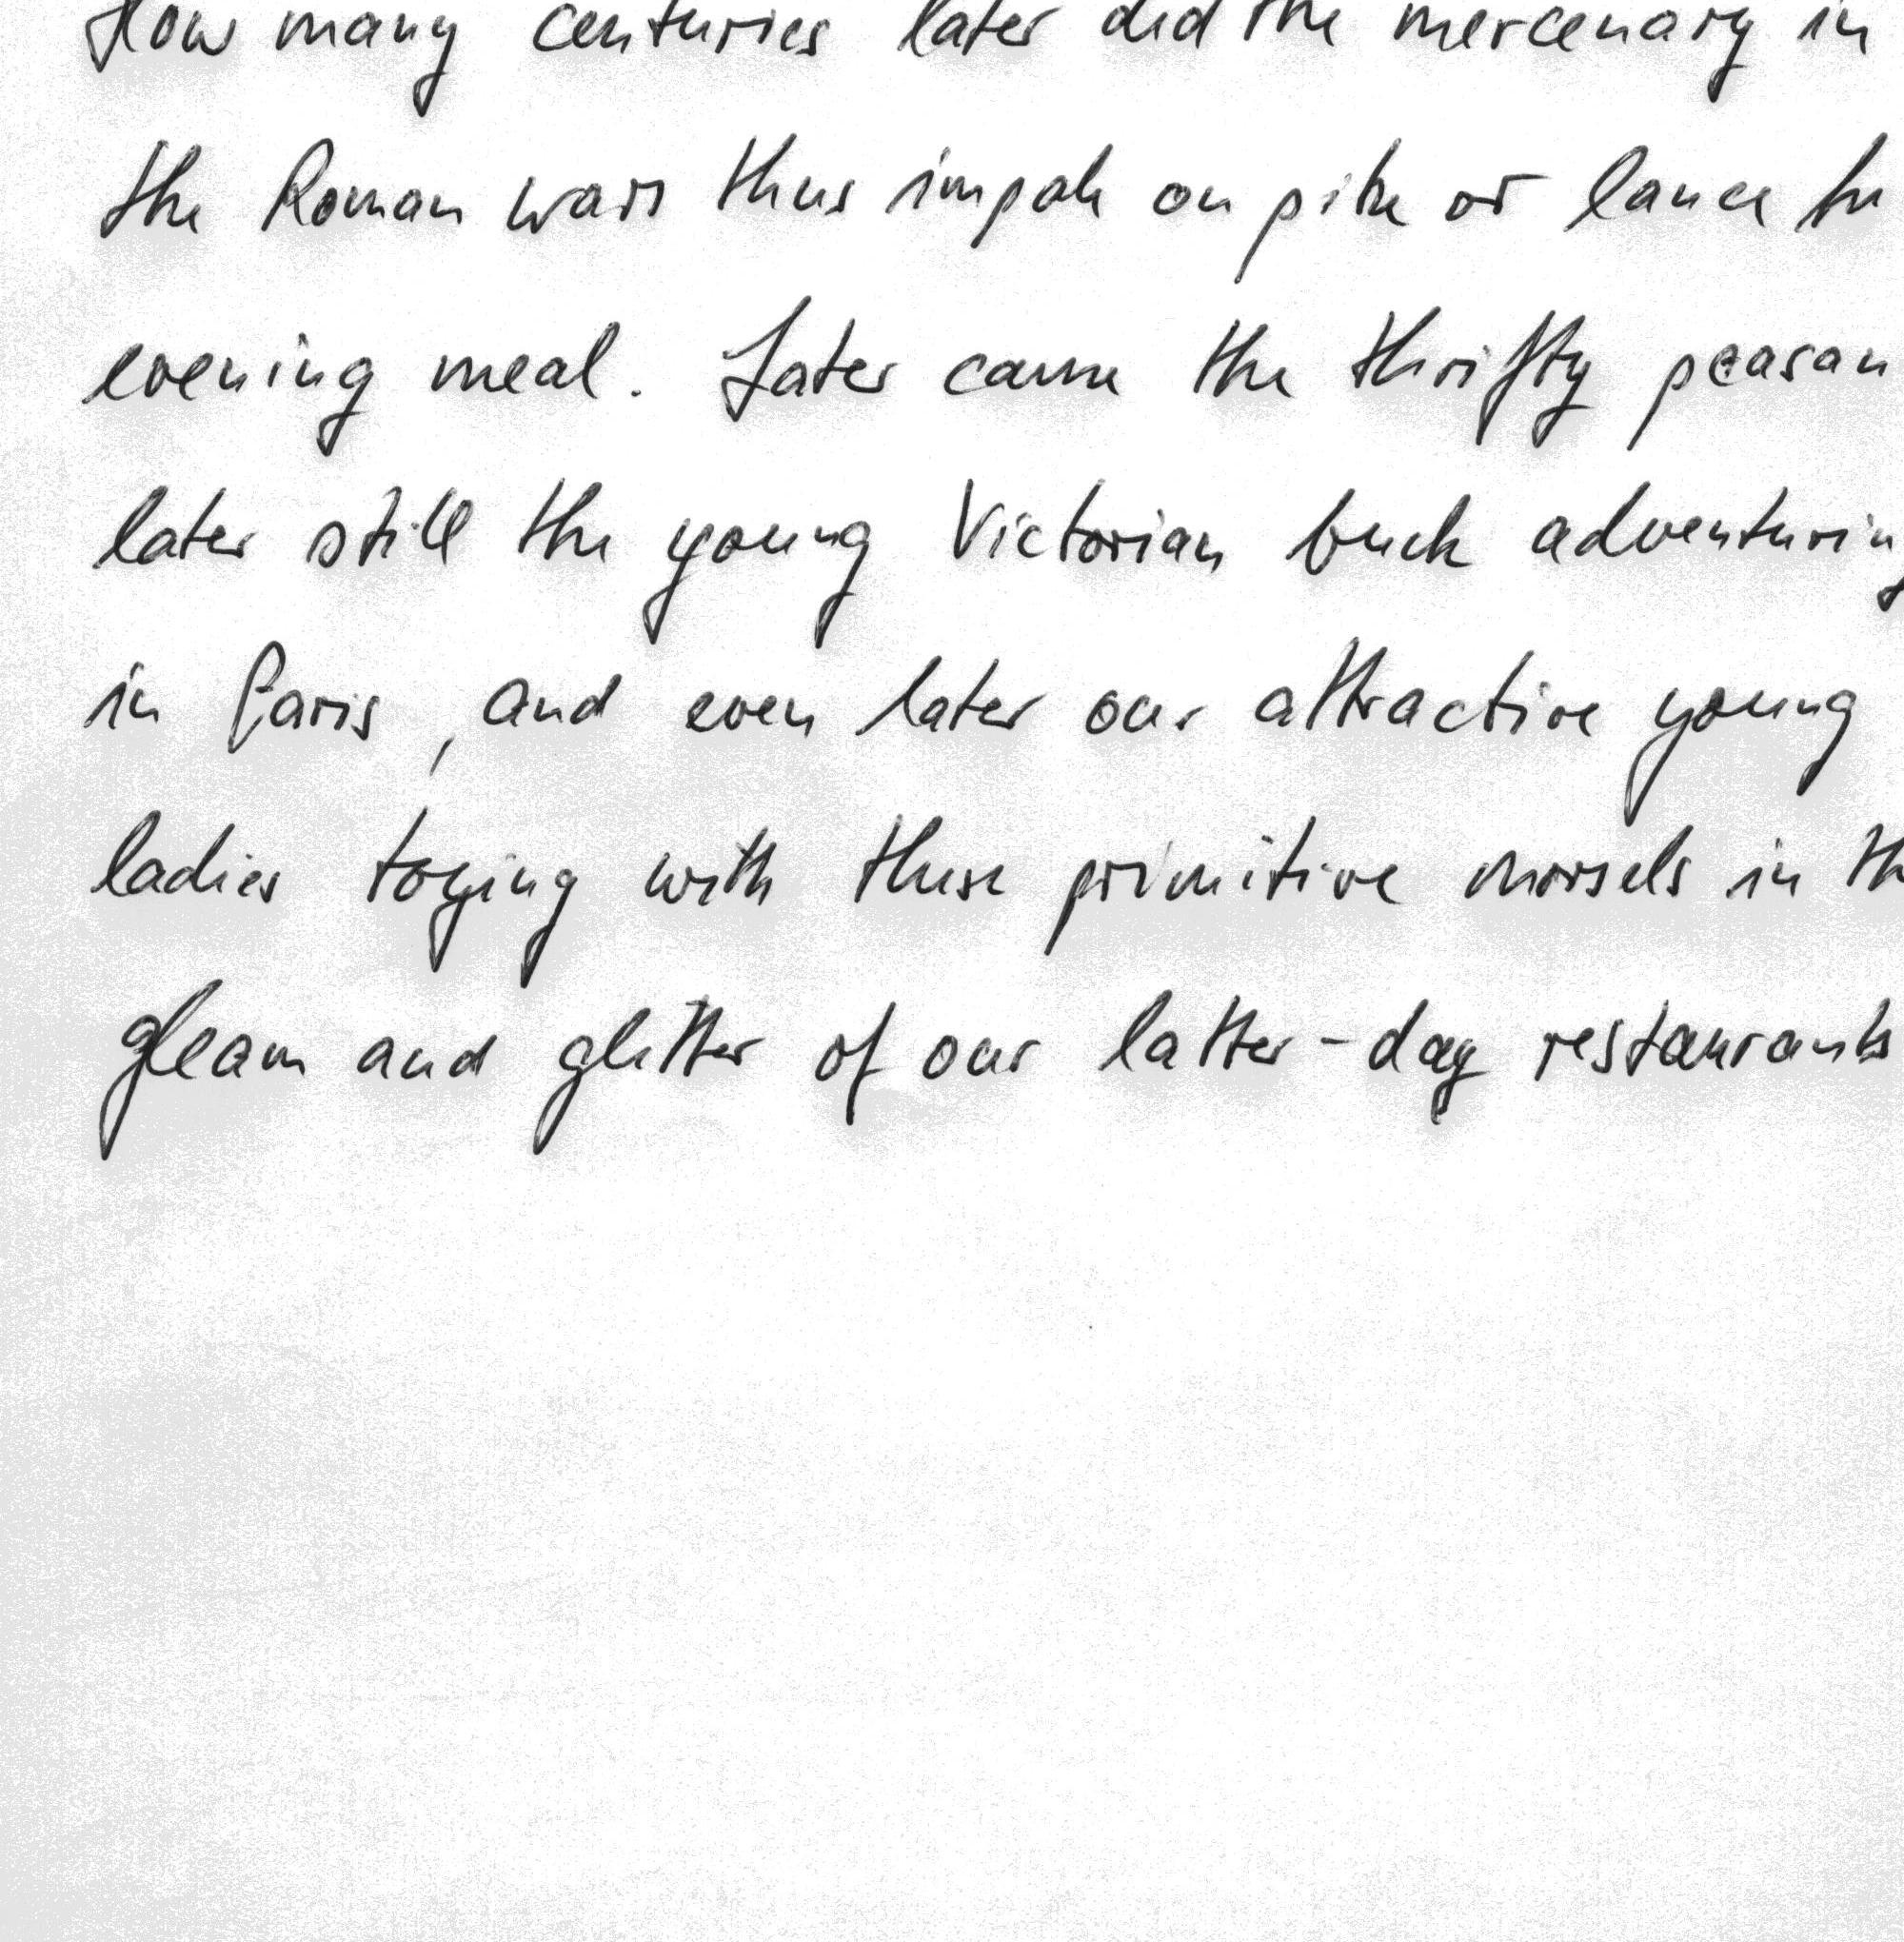 How many centuries later did the mercenary in
the Roman wars thus impale on pike or lance his
evening meal. Later came the thrifty peasan
later still the young Victorian buck adventuring
in Paris, and even later our attractive young
ladies toying with these primitive morsels in th
gleam and glitter of our latter-day restaurants